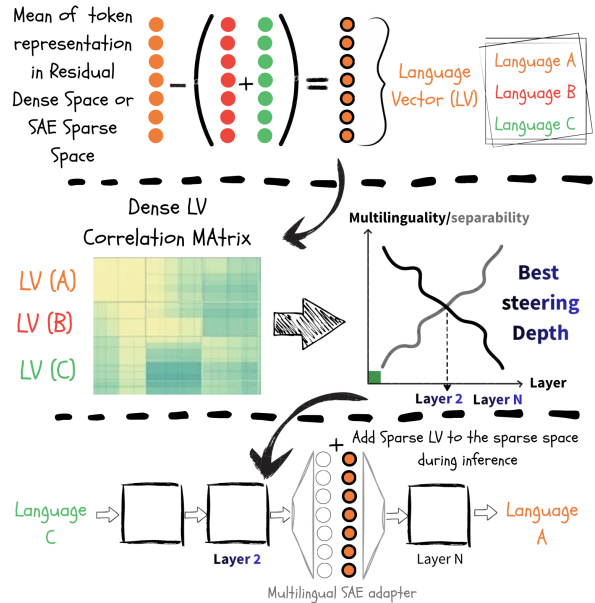 Mean of token
representation
in Residual
Dense Space or
SAE Sparse
Space
−
+
=
Language
Vector (LV)
Language A
Language B
Language C
Dense LV
Correlation MAtrix
LV (A)
LV (B)
LV (C)
Multilinguality/separability
Best
steering
Depth
Layer
Layer 2
Layer N
+
Add Sparse LV to the sparse space
during inference
Language
C
Layer 2
Layer N
Language
A
Multilingual SAE adapter